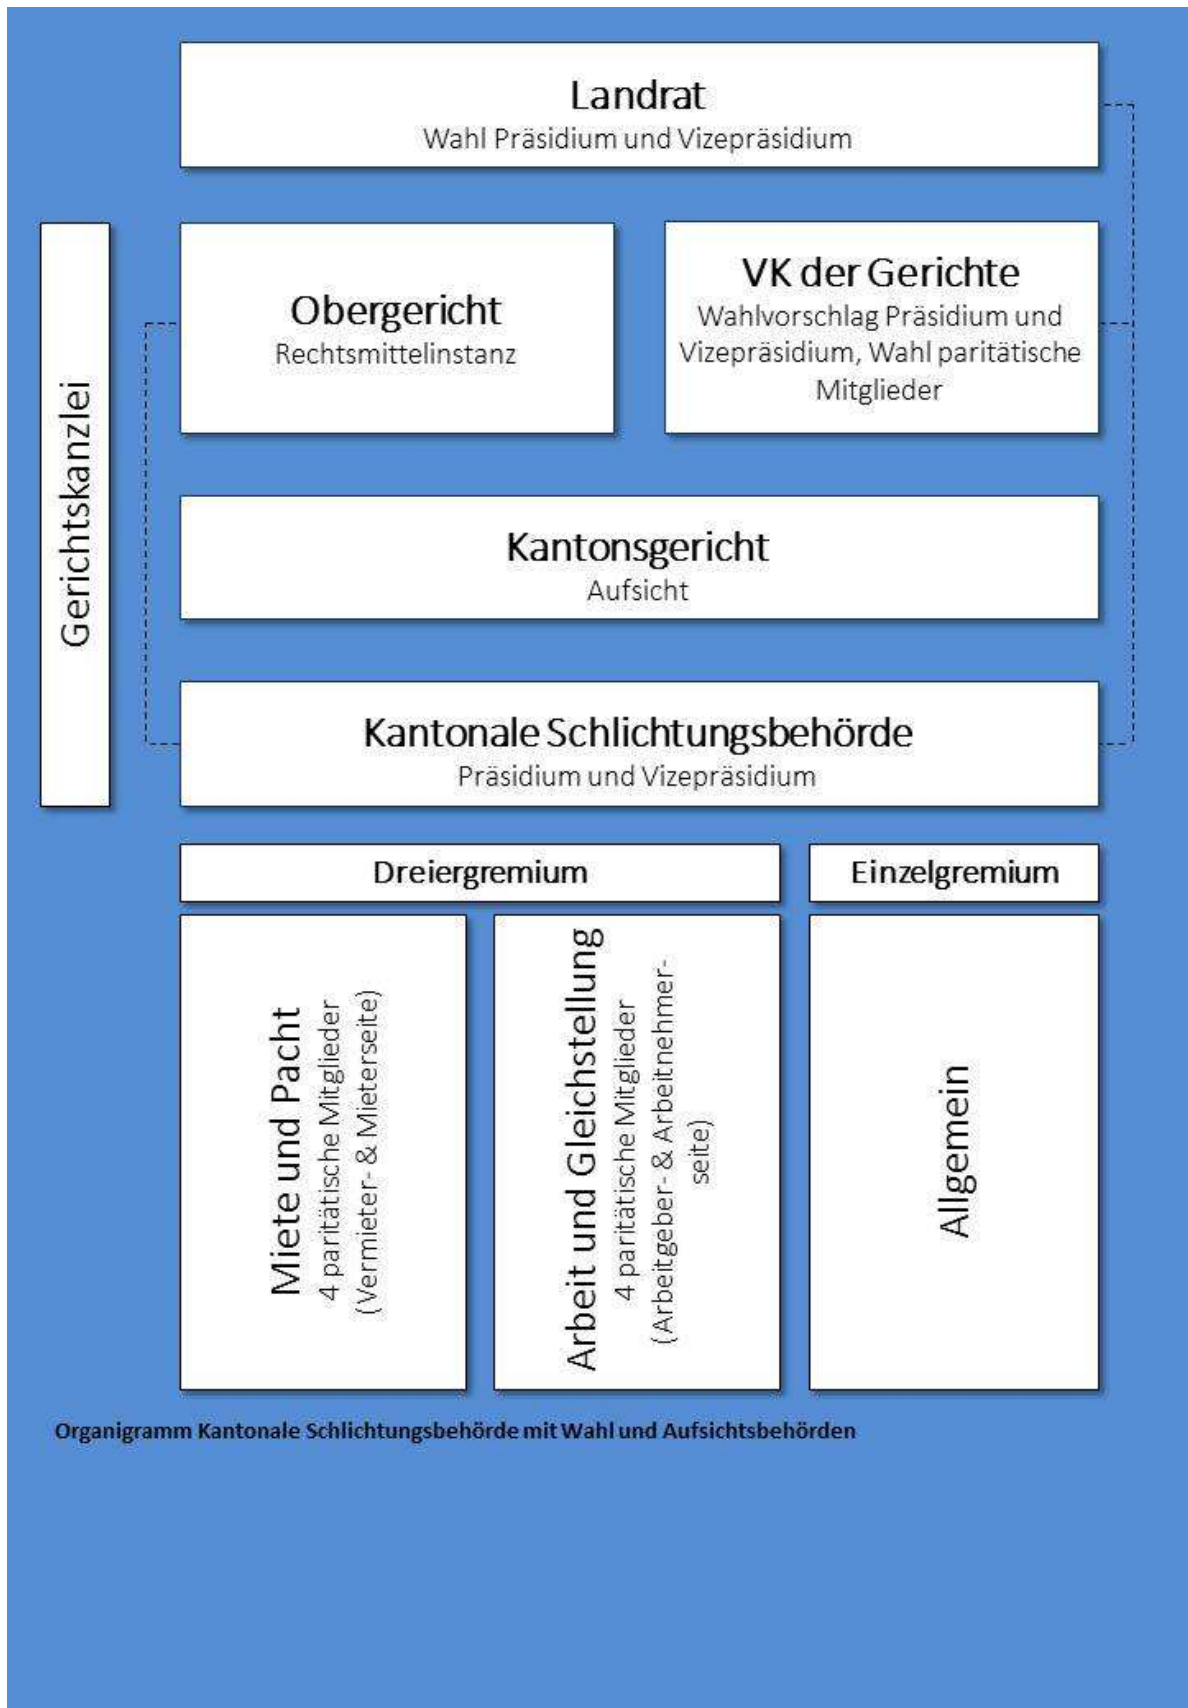 Landrat
Wahl Präsidium und Vizepräsidium
Gerichtskanzlei
Obergericht
Rechtsmittelinstanz
VK der Gerichte
Wahlvorschlag Präsidium und
Vizepräsidium, Wahl paritätische
Mitglieder
Kantonsgericht
Aufsicht
Kantonale Schlichtungsbehörde
Präsidium und Vizepräsidium
Dreiergremium
Einzelgremium
Miete und Pacht
4 paritätische Mitglieder
(Vermieter- & Mieterseite)
Arbeit und Gleichstellung
4 paritätische Mitglieder
(Arbeitgeber- & Arbeitnehmer-
seite)
Allgemein
Organigramm Kantonale Schlichtungsbehörde mit Wahl und Aufsichtsbehörden